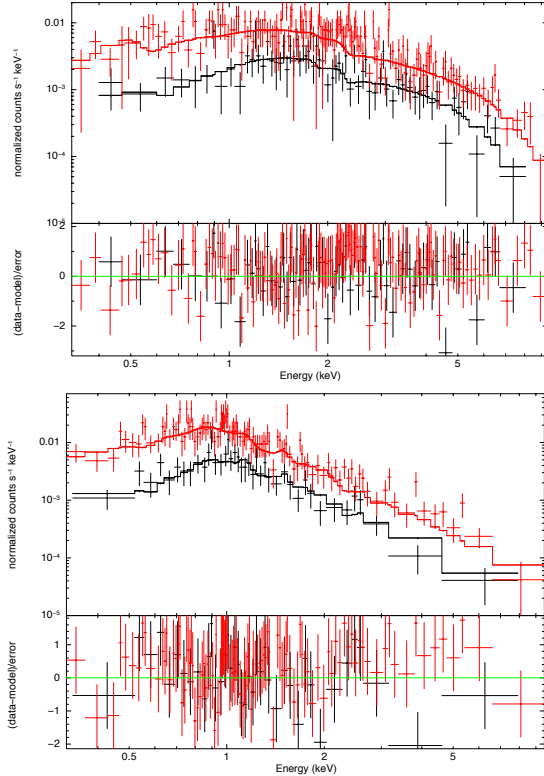 0.01
10⁻³
10⁻⁴
10⁻⁵
normalized counts s⁻¹ keV⁻¹
2
0
−2
(data−model)/error
0.5 1 2 5
Energy (keV)
0.01
10⁻³
10⁻⁴
10⁻⁵
normalized counts s⁻¹ keV⁻¹
1
0
−1
−2
(data−model)/error
0.5 1 2 5
Energy (keV)